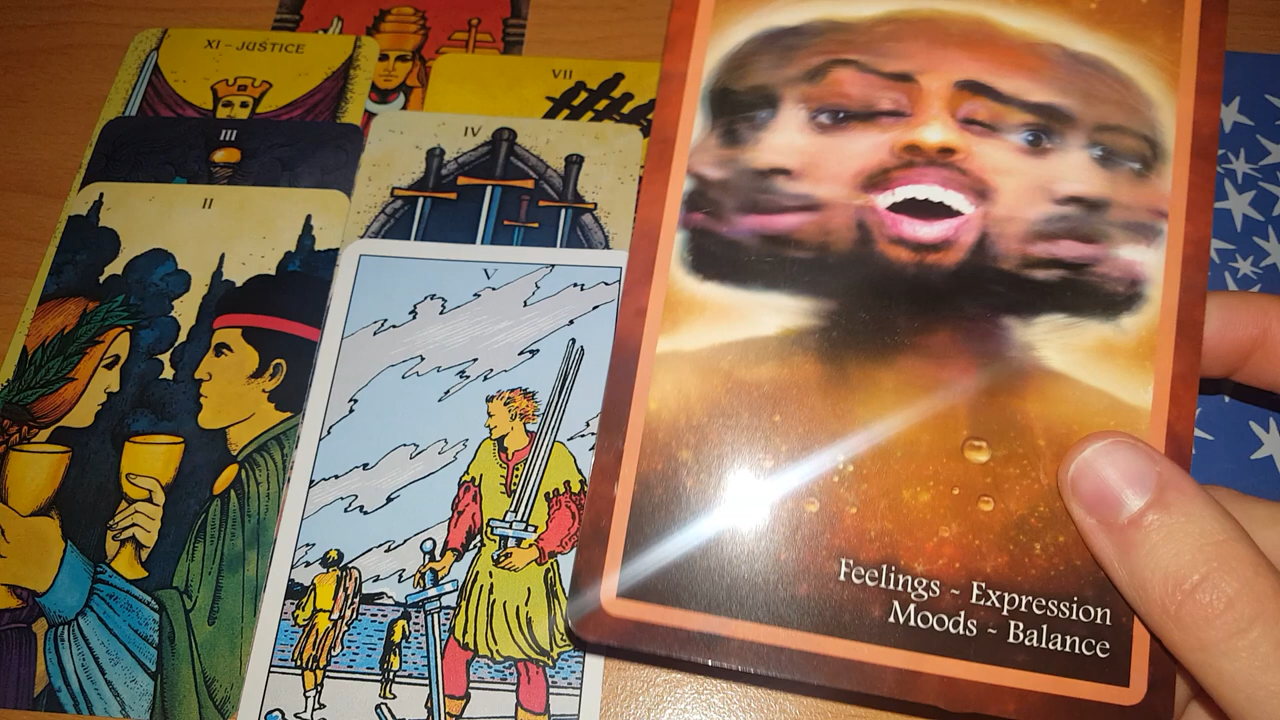 XI – JUSTICE
VII
III
IV
II
V
Feelings ~ Expression
Moods ~ Balance